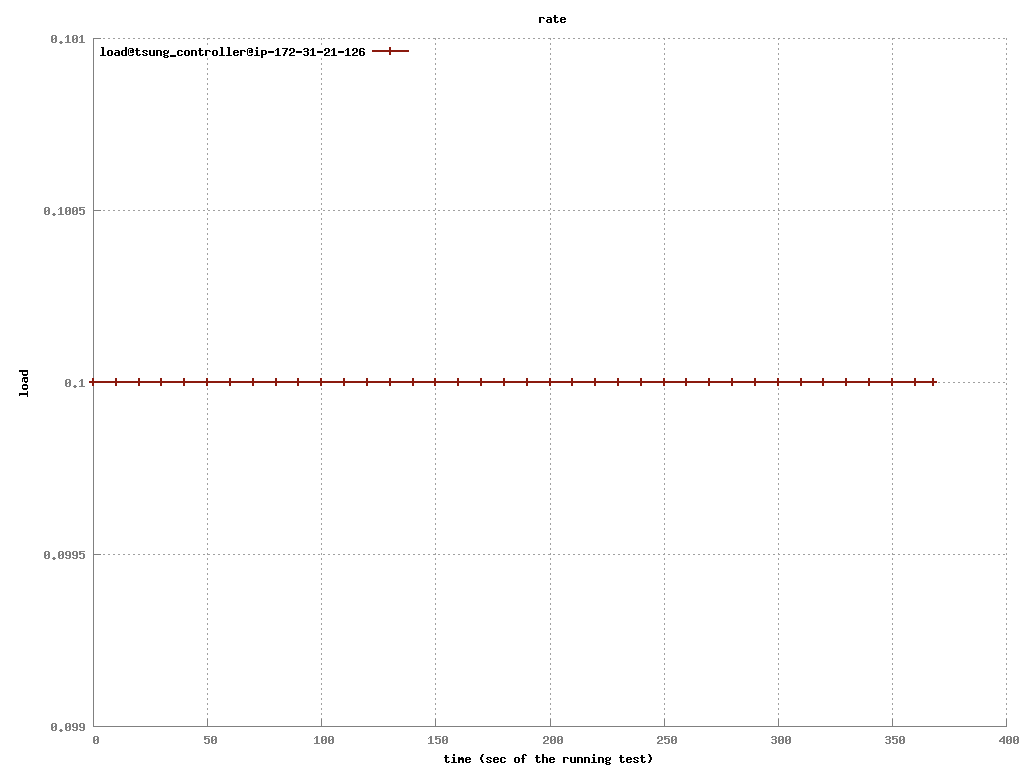 rate
0.101
load@tsung_controller@ip-172-31-21-126
0.1005
load
0.1
0.0995
0.099
0 50 100 150 200 250 300 350 400
time (sec of the running test)